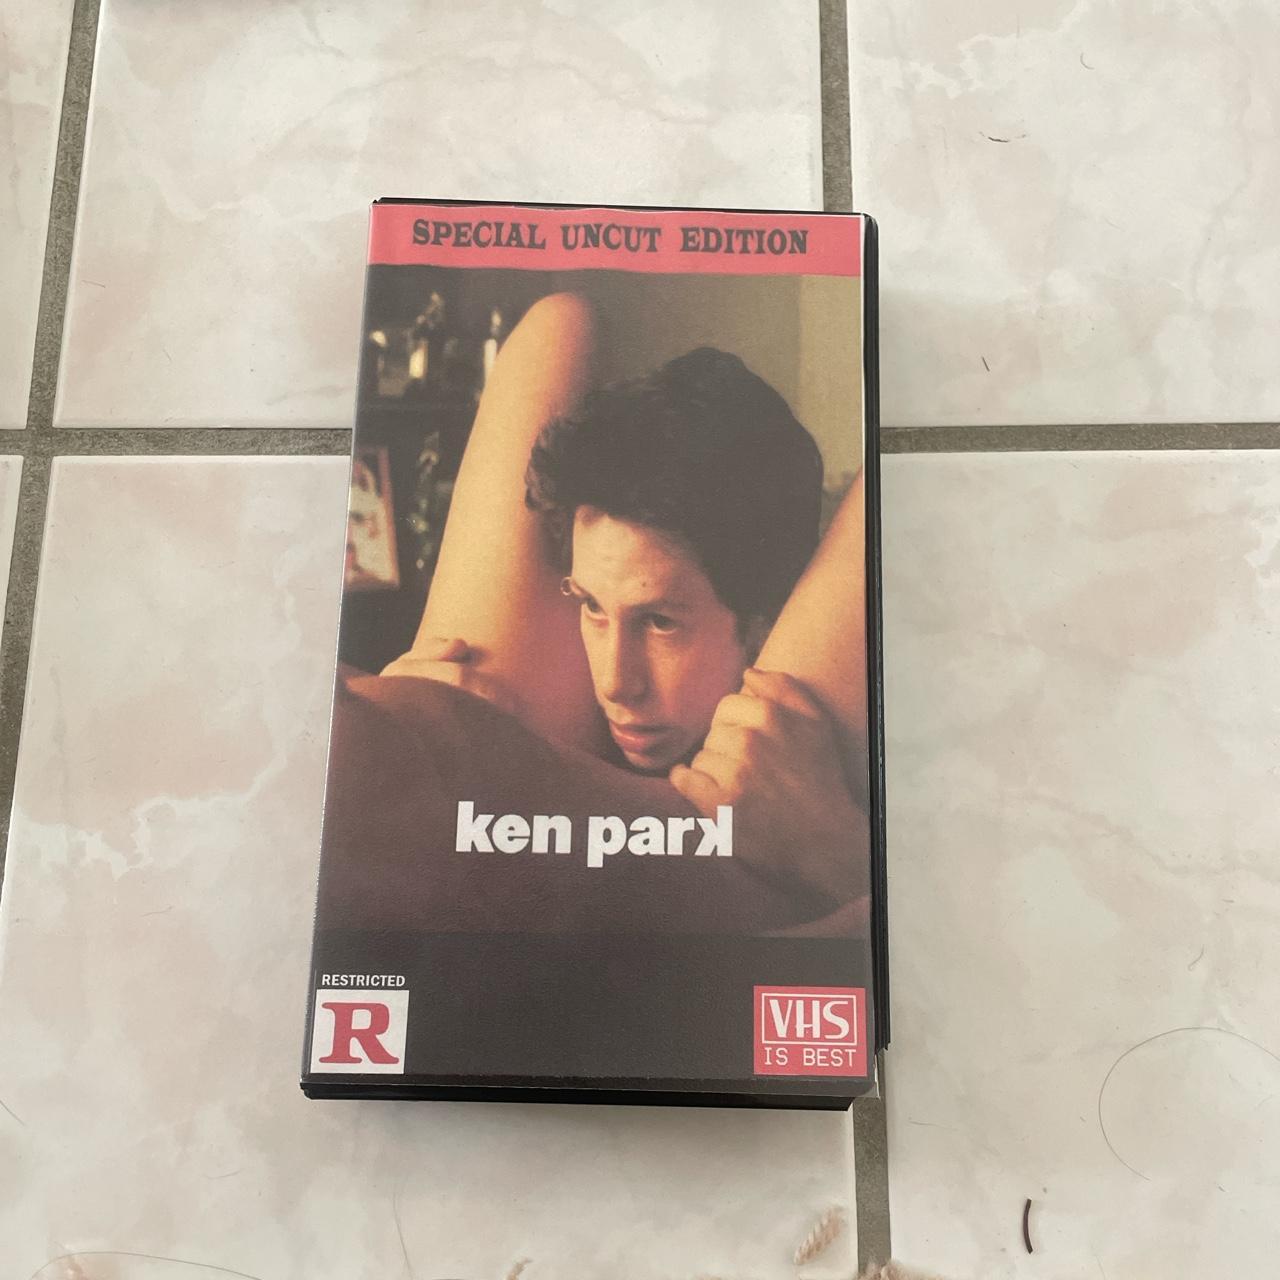 SPECIAL UNCUT EDITION
ken park
RESTRICTED
R
VHS
IS BEST